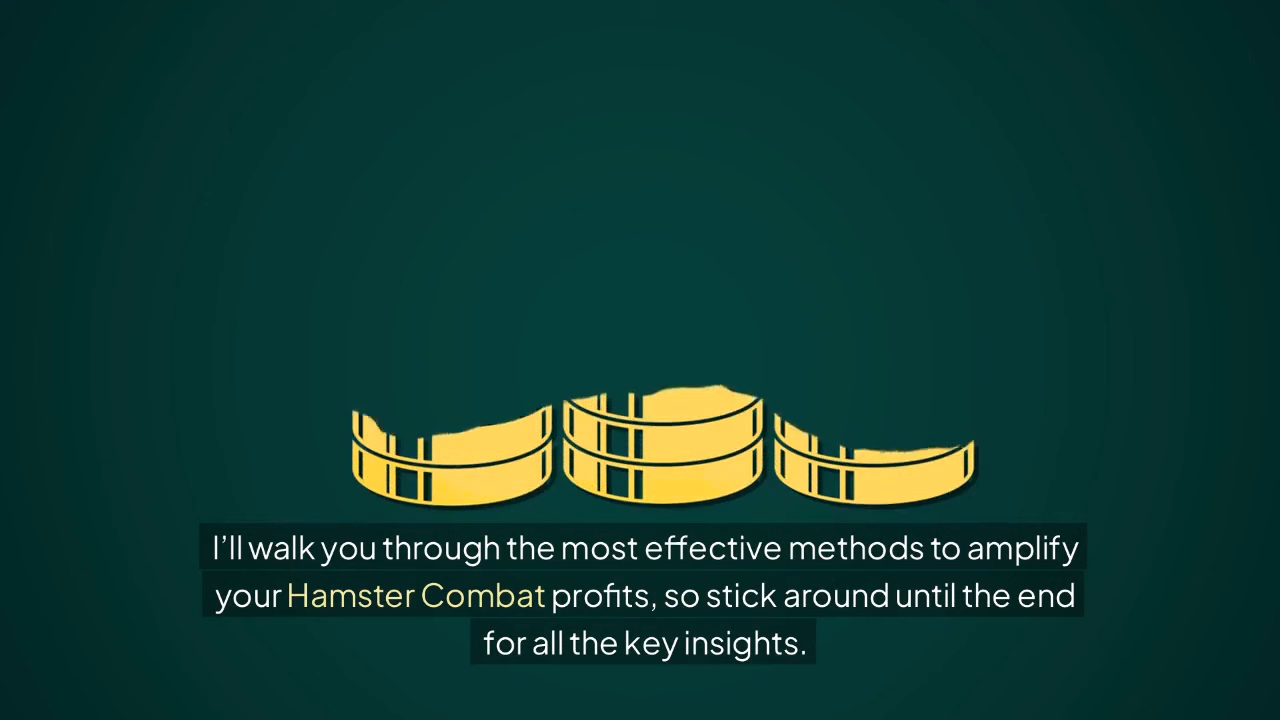 I’ll walk you through the most effective methods to amplify
your Hamster Combat profits, so stick around until the end
for all the key insights.